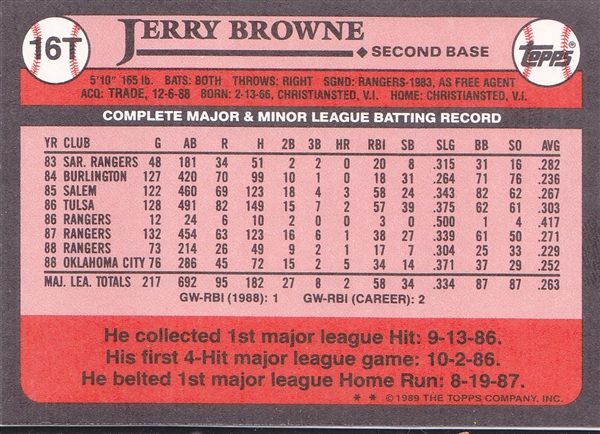 16T
JERRY BROWNE
SECOND BASE
Topps®
5'10" 165 lb. BATS: BOTH THROWS: RIGHT SGND: RANGERS-1983, AS FREE AGENT
ACQ: TRADE, 12-6-88 BORN: 2-13-66, CHRISTIANSTED, V.I. HOME: CHRISTIANSTED, V.I.
COMPLETE MAJOR & MINOR LEAGUE BATTING RECORD
YR CLUB G AB R H 2B 3B HR RBI SB SLG BB SO AVG
83 SAR. RANGERS 48 181 34 51 2 2 0 20 8 .315 31 16 .282
84 BURLINGTON 127 420 70 99 10 1 0 18 31 .264 71 76 .236
85 SALEM 122 460 69 123 18 4 3 58 24 .343 82 62 .267
86 TULSA 128 491 82 149 15 7 2 57 39 .375 62 61 .303
86 RANGERS 12 24 6 10 2 0 0 3 0 .500 1 4 .417
87 RANGERS 132 454 63 123 16 6 1 38 27 .339 61 50 .271
88 RANGERS 73 214 26 49 9 2 1 17 7 .304 25 33 .229
88 OKLAHOMA CITY 76 286 45 72 15 2 5 34 14 .371 37 29 .252
MAJ. LEA. TOTALS 217 692 95 182 27 8 2 58 34 .334 87 87 .263
GW-RBI (1988): 1 GW-RBI (CAREER): 2
He collected 1st major league Hit: 9-13-86.
His first 4-Hit major league game: 10-2-86.
He belted 1st major league Home Run: 8-19-87.
* * © 1989 THE TOPPS COMPANY, INC.